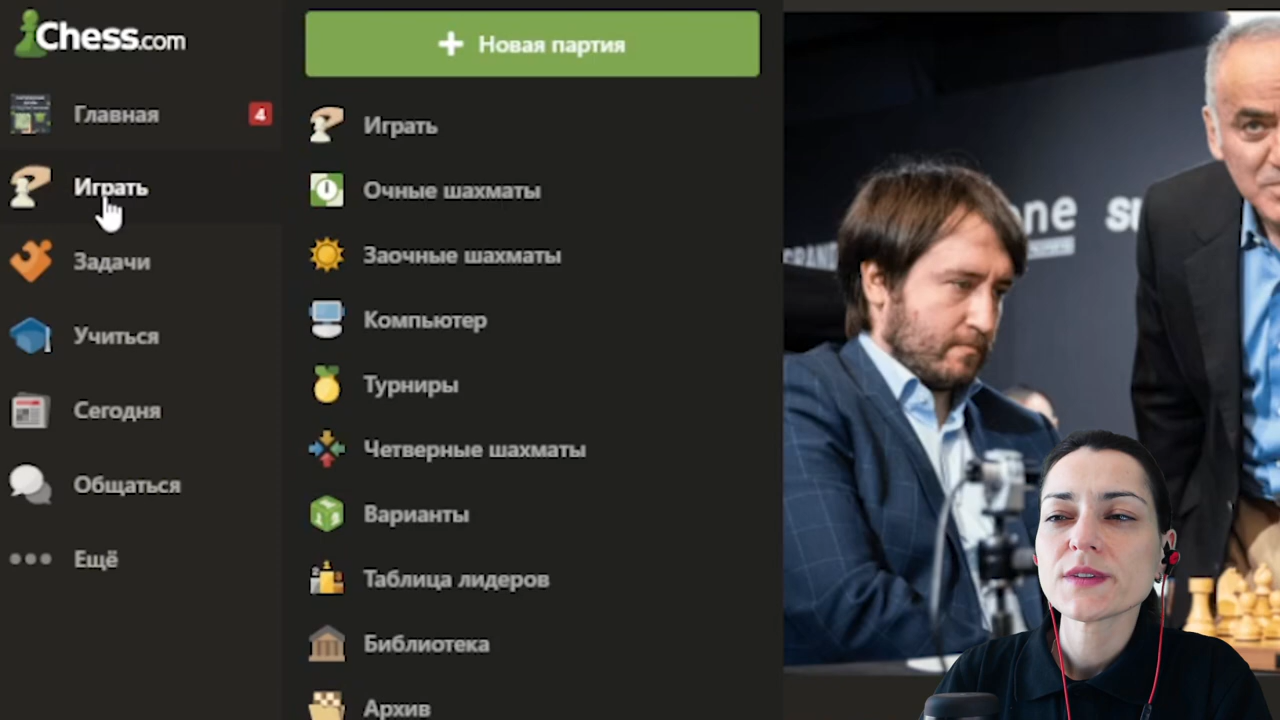 Chess.com
Главная
4
Играть
Задачи
Учиться
Сегодня
Общаться
Ещё
Новая партия
Играть
Очные шахматы
Заочные шахматы
Компьютер
Турниры
Четверные шахматы
Варианты
Таблица лидеров
Библиотека
Архив
GRAND